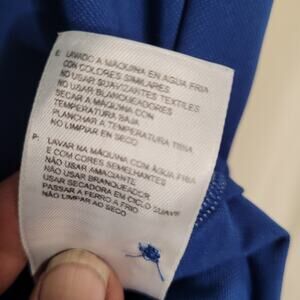 E: LAVADO A MÁQUINA EN AGUA FRIA
CON COLORES SIMILARES.
NO USAR SUAVIZANTES TEXTILES
NO USAR BLANQUEADORES
SECAR A MÁQUINA CON
TEMPERATURA BAJA
PLANCHAR A TEMPERATURA TIBIA
NO LIMPIAR EN SECO
P: LAVAR NA MÁQUINA COM ÁGUA FRIA
E COM CORES SEMELHANTES
NÃO USAR AMACIANTE
NÃO USAR BRANQUEADOR
USAR SECADORA EM CICLO SUAVE
PASSAR A FERRO A FRIO
NÃO LIMPAR AO SECO